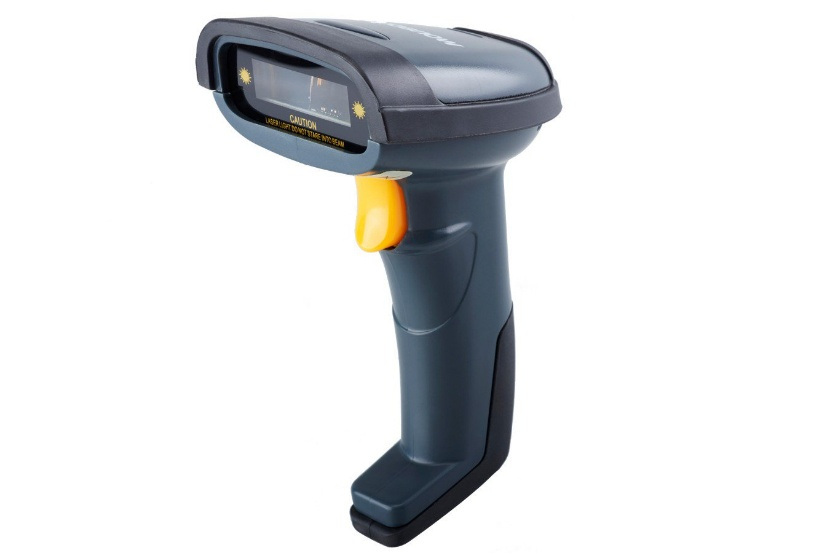 CAUTION
LASER LIGHT DO NOT STARE INTO BEAM